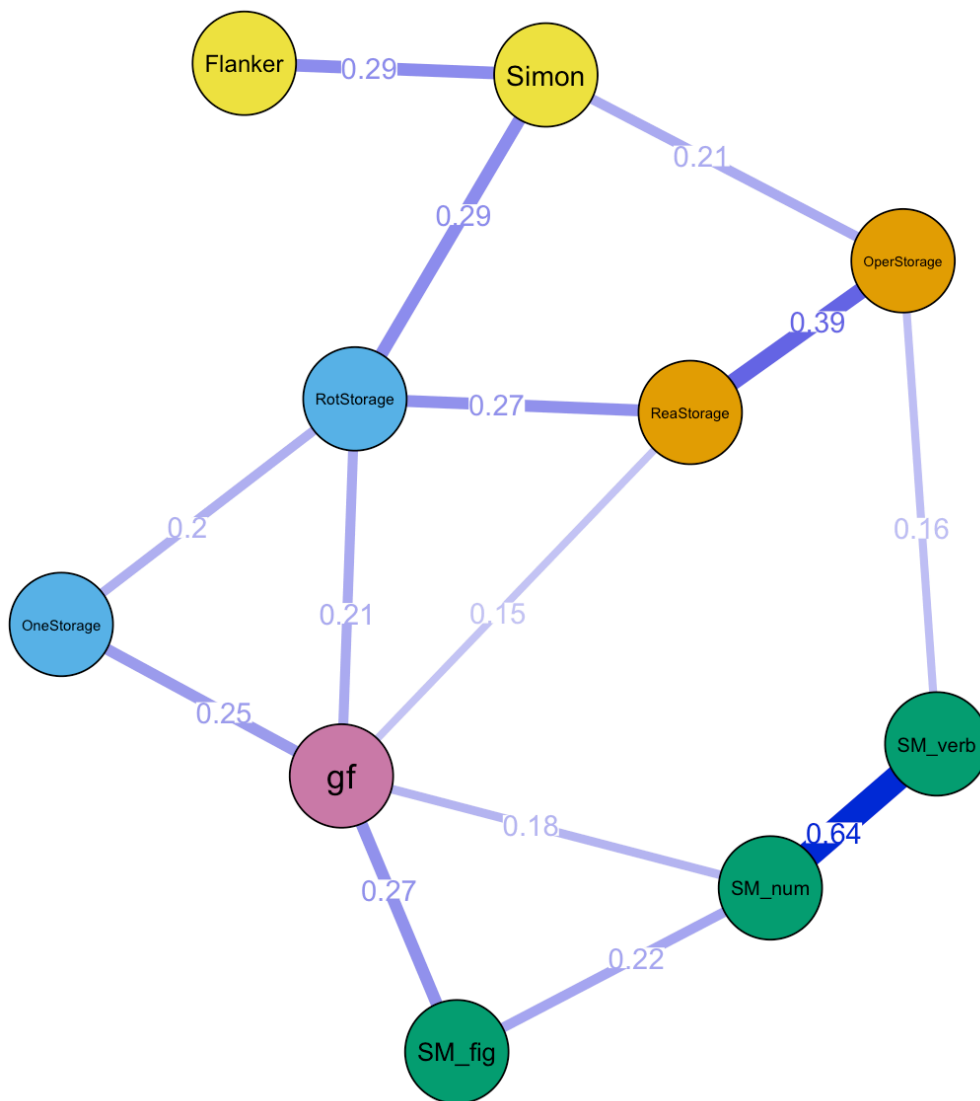 Flanker
0.29
Simon
0.21
0.29
OperStorage
0.39
RotStorage
0.27
ReaStorage
0.2
0.16
0.21
0.15
OneStorage
0.25
SM_verb
gf
0.18
0.64
0.27
SM_num
0.22
SM_fig